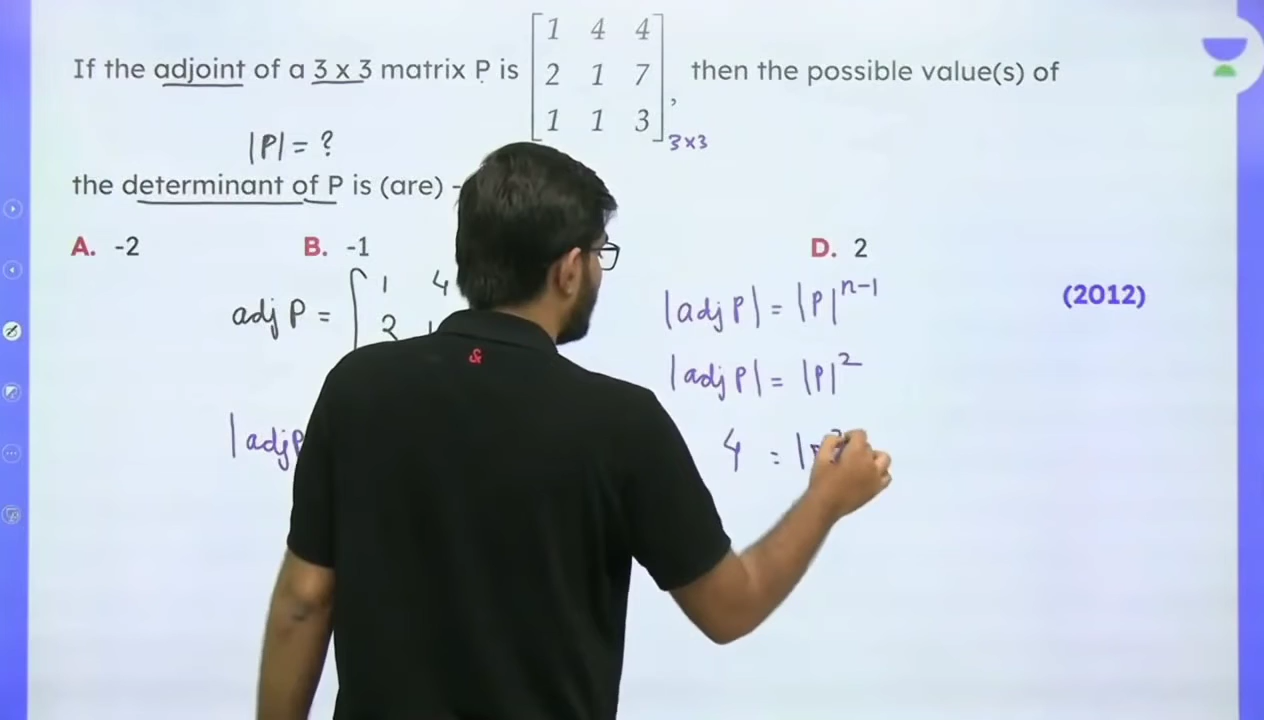 If the adjoint of a 3 x 3 matrix P is [1 4 4
2 1 7
1 1 3]3×3, then the possible value(s) of
|P| = ?
the determinant of P is (are) -
A. -2 B. -1 D. 2
(2012)
adj P = [1 4
2
|adj P
|adj P| = |P|^n-1
|adj P| = |P|^2
4 = |